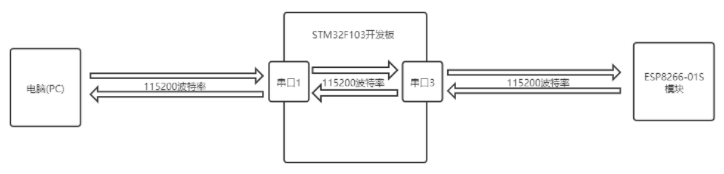 STM32F103开发板
电脑(PC)
115200波特率
串口1
115200波特率
串口3
115200波特率
ESP8266-01S
模块